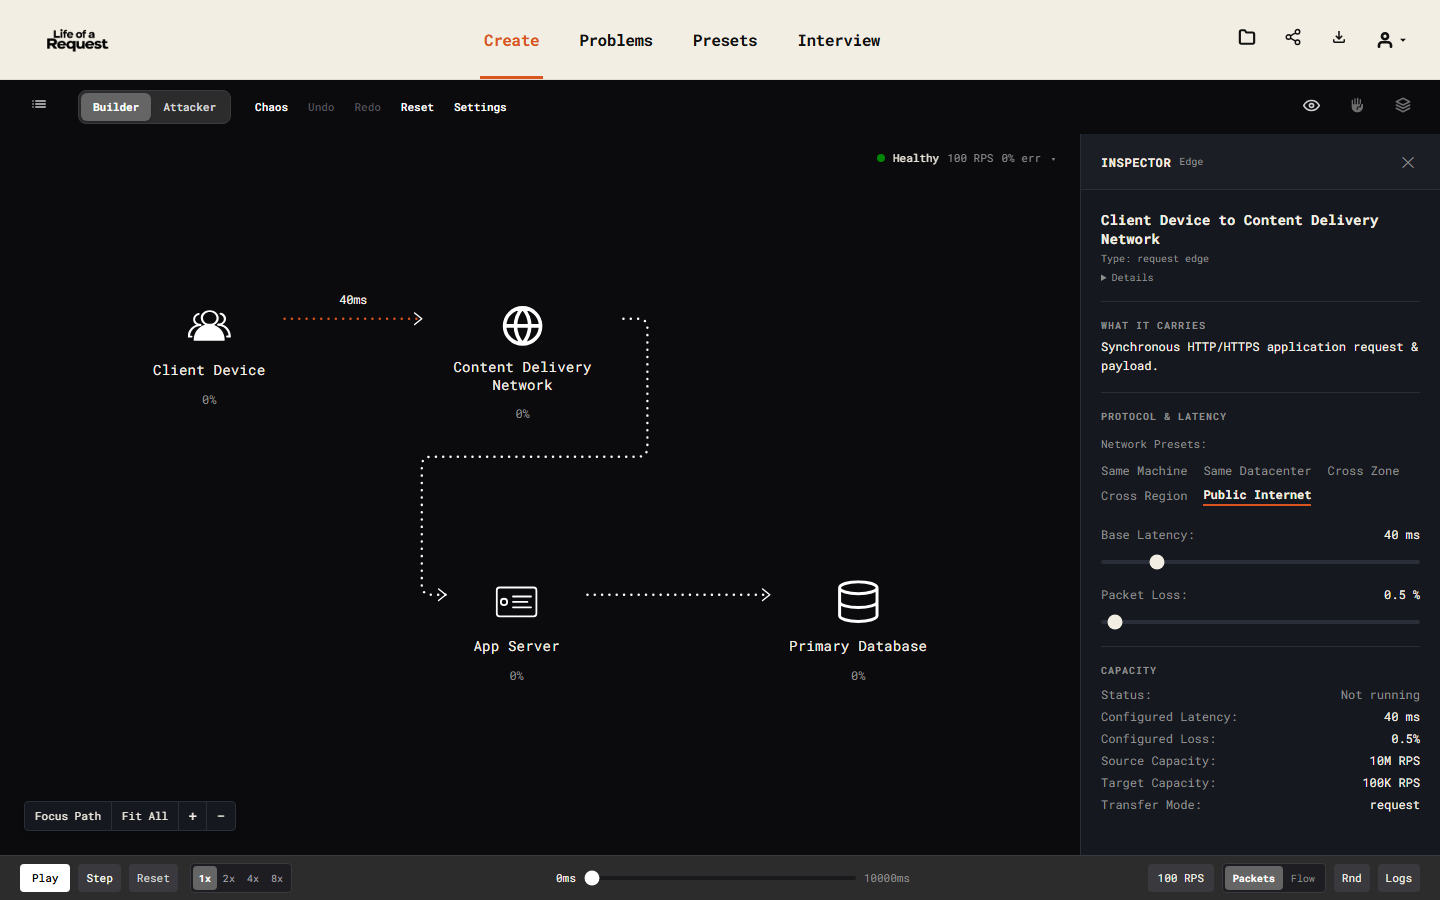 Life of a
Request
Create
Problems
Presets
Interview
Builder
Attacker
Chaos
Undo
Redo
Reset
Settings
Healthy 100 RPS 0% err
40ms
Client Device
0%
Content Delivery
Network
0%
App Server
0%
Primary Database
0%
Focus Path
Fit All
+
−
INSPECTOR Edge
Client Device to Content Delivery
Network
Type: request edge
Details
WHAT IT CARRIES
Synchronous HTTP/HTTPS application request &
payload.
PROTOCOL & LATENCY
Network Presets:
Same Machine Same Datacenter Cross Zone
Cross Region Public Internet
Base Latency: 40 ms
Packet Loss: 0.5 %
CAPACITY
Status: Not running
Configured Latency: 40 ms
Configured Loss: 0.5%
Source Capacity: 10M RPS
Target Capacity: 100K RPS
Transfer Mode: request
Play
Step
Reset
1x 2x 4x 8x
0ms
10000ms
100 RPS
Packets
Flow
Rnd
Logs